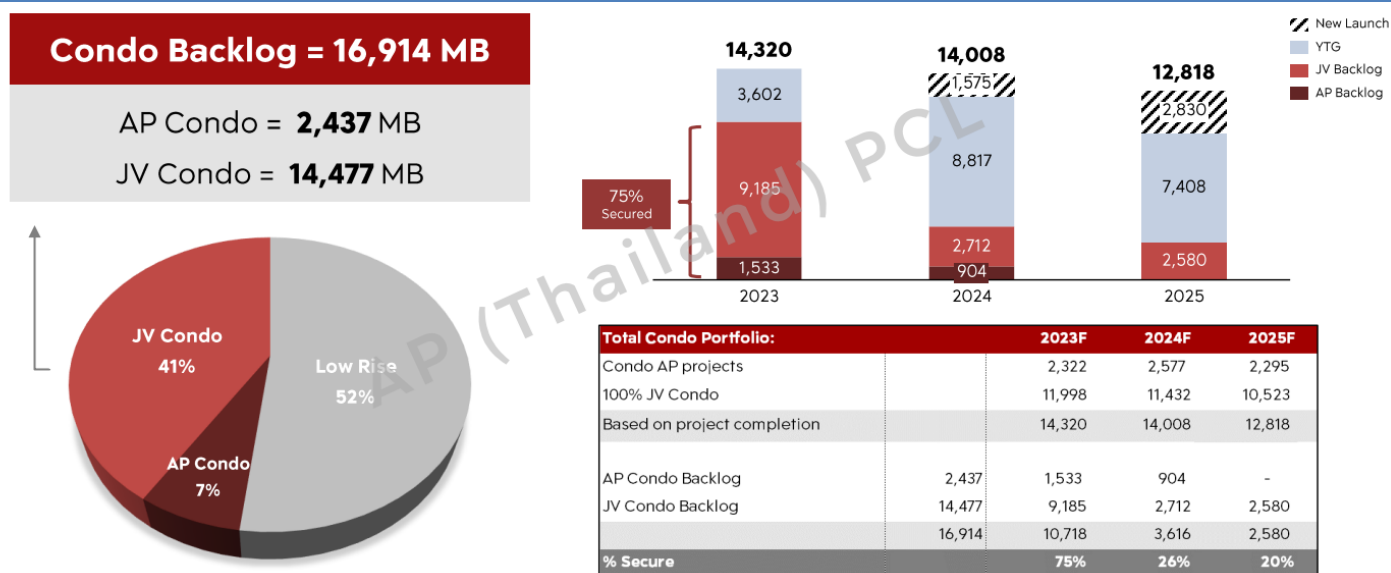 Condo Backlog = 16,914 MB
AP Condo = 2,437 MB
JV Condo = 14,477 MB
JV Condo
41%
Low Rise
52%
AP Condo
7%
New Launch
YTG
JV Backlog
AP Backlog
14,320
14,008
12,818
3,602
1,575
2,830
8,817
7,408
9,185
2,712
2,580
1,533
904
75%
Secured
2023
2024
2025
AP (Thailand) PCL
Total Condo Portfolio: 2023F 2024F 2025F
Condo AP projects 2,322 2,577 2,295
100% JV Condo 11,998 11,432 10,523
Based on project completion 14,320 14,008 12,818
AP Condo Backlog 2,437 1,533 904 -
JV Condo Backlog 14,477 9,185 2,712 2,580
16,914 10,718 3,616 2,580
% Secure 75% 26% 20%